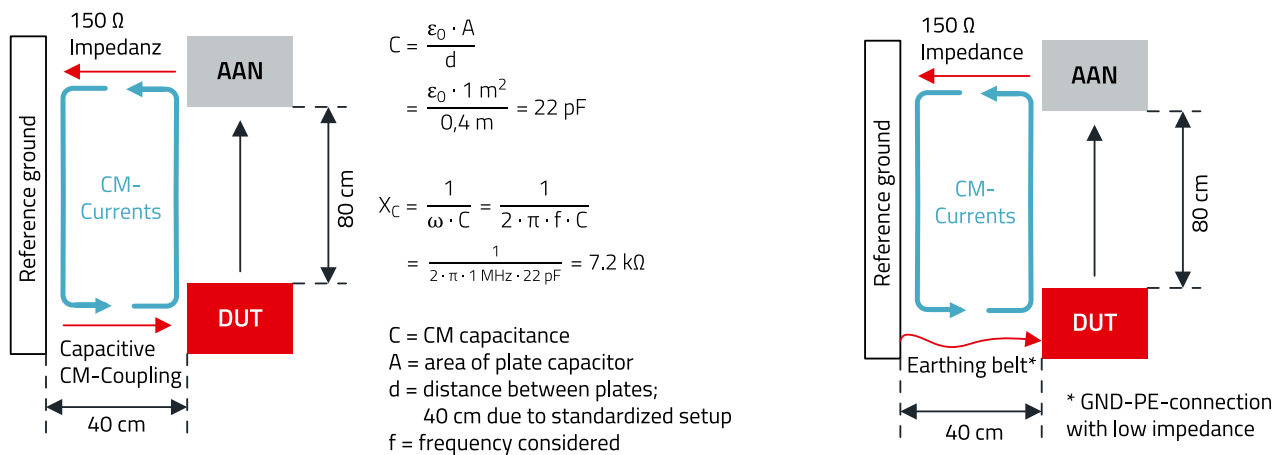 150 Ω
Impedanz
AAN
Reference ground
CM-
Currents
80 cm
DUT
Capacitive
CM-Coupling
40 cm
C = ε0 · A / d
= ε0 · 1 m² / 0,4 m = 22 pF
XC = 1 / ω · C = 1 / 2 · π · f · C
= 1 / 2 · π · 1 MHz · 22 pF = 7.2 kΩ
C = CM capacitance
A = area of plate capacitor
d = distance between plates;
40 cm due to standardized setup
f = frequency considered
150 Ω
Impedance
AAN
Reference ground
CM-
Currents
80 cm
DUT
Earthing belt*
40 cm
* GND-PE-connection
with low impedance